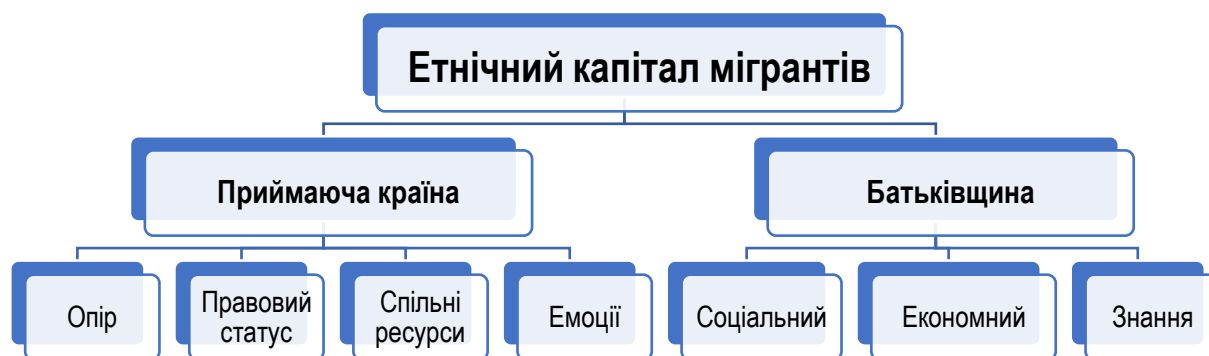 Етнічний капітал мігрантів
Приймаюча країна
Батьківщина
Опір
Правовий
статус
Спільні
ресурси
Емоції
Соціальний
Економний
Знання